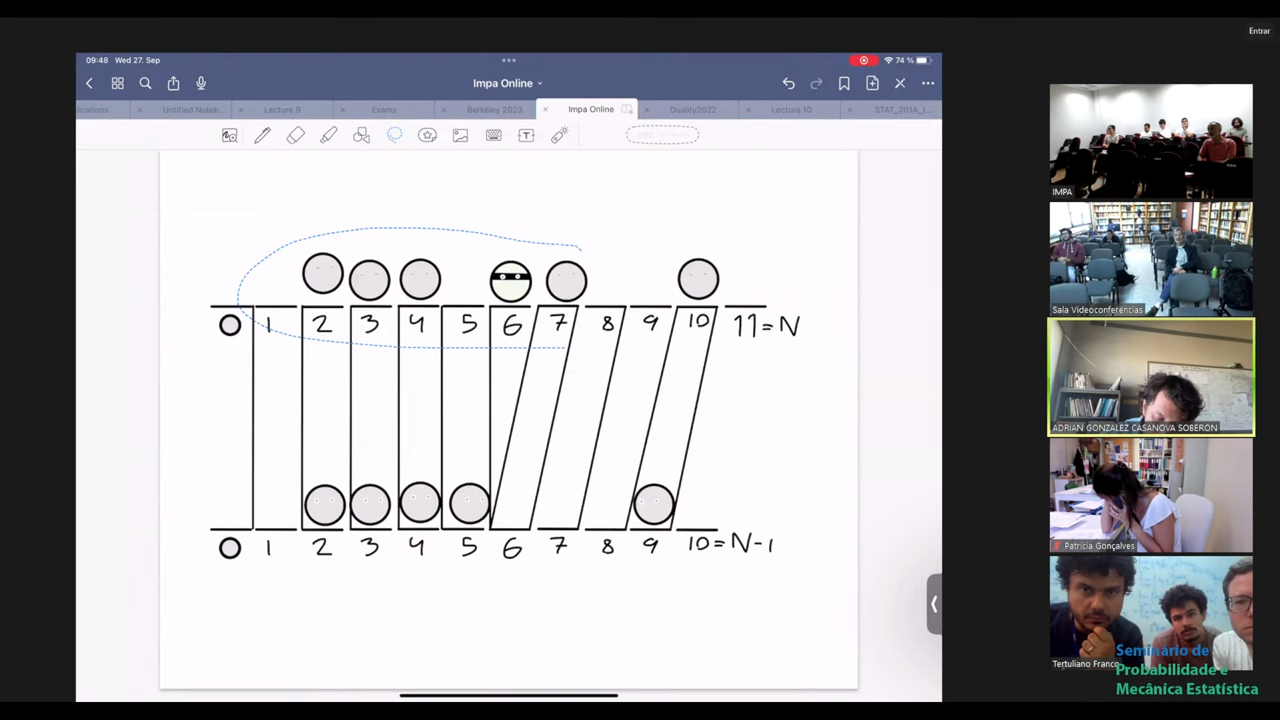 Entrar
09:48 Wed 27. Sep
74 %
Impa Online
Untitled Noteb...
Lecture 9
Exams
Berkeley 2023
Impa Online
Duality2022
Lecture 10
STAT_201A_L...
0 1 2 3 4 5 6 7 8 9 10 11=N
0 1 2 3 4 5 6 7 8 9 10=N-1
IMPA
Sala Videoconferencias
ADRIAN GONZALEZ CASANOVA SOBERON
Patrícia Gonçalves
Tertuliano Franco
Seminário de
Probabilidade e
Mecânica Estatística